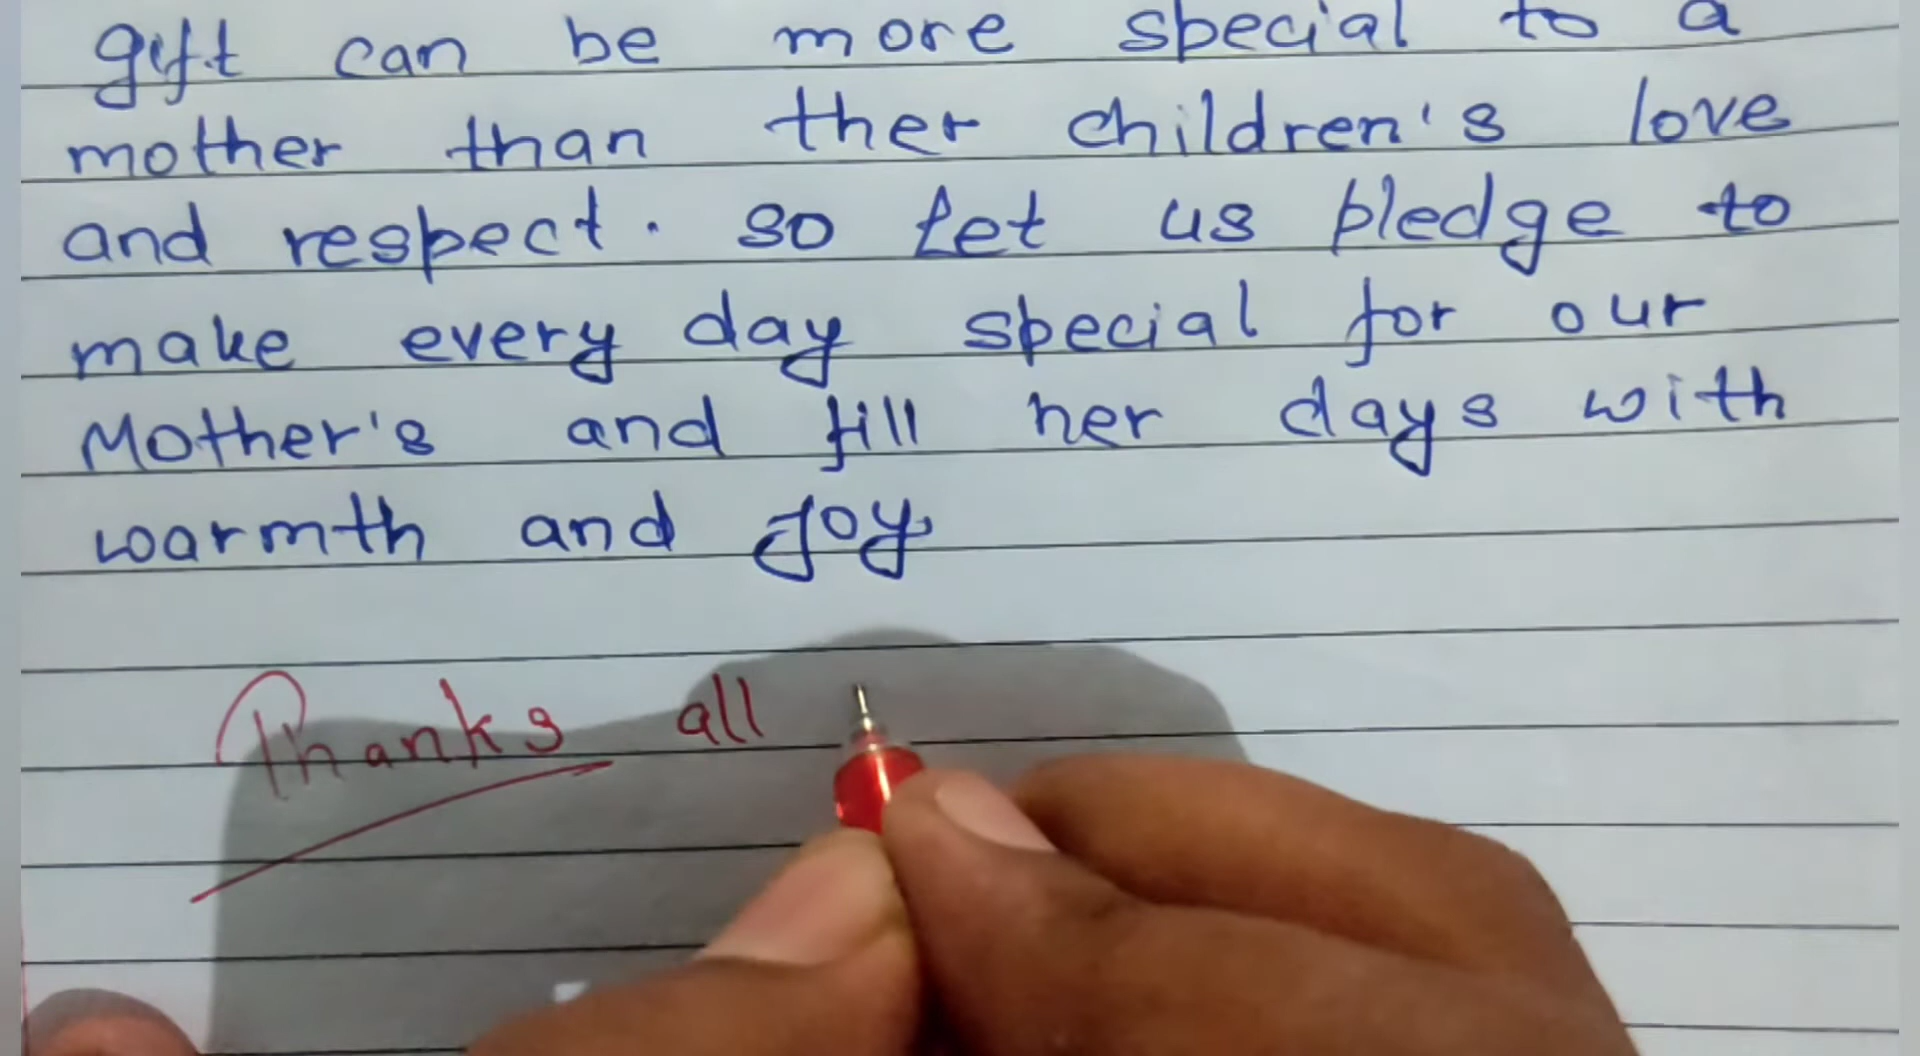 gift can be more special to a
mother than ther children's love
and respect. so Let us pledge to
make every day special for our
Mother's and fill her days with
warmth and Joy
Thanks all